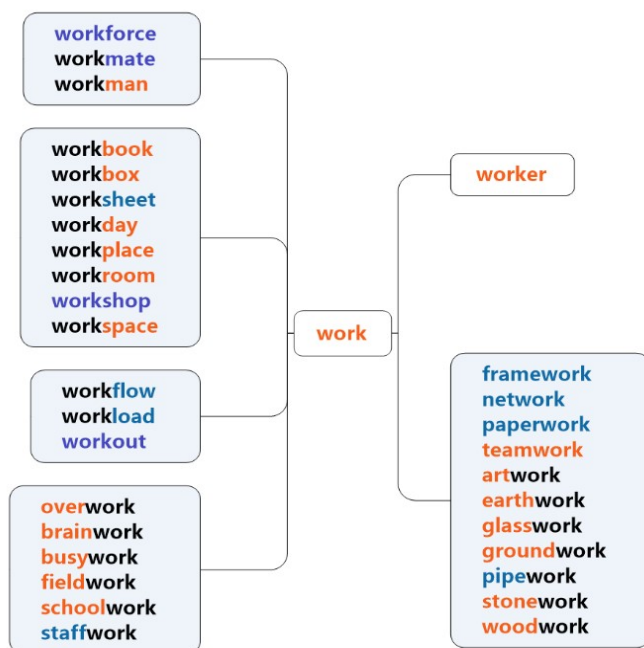 workforce
workmate
workman
workbook
workbox
worksheet
workday
workplace
workroom
workshop
workspace
workflow
workload
workout
overwork
brainwork
busywork
fieldwork
schoolwork
staffwork
work
worker
framework
network
paperwork
teamwork
artwork
earthwork
glasswork
groundwork
pipework
stonework
woodwork